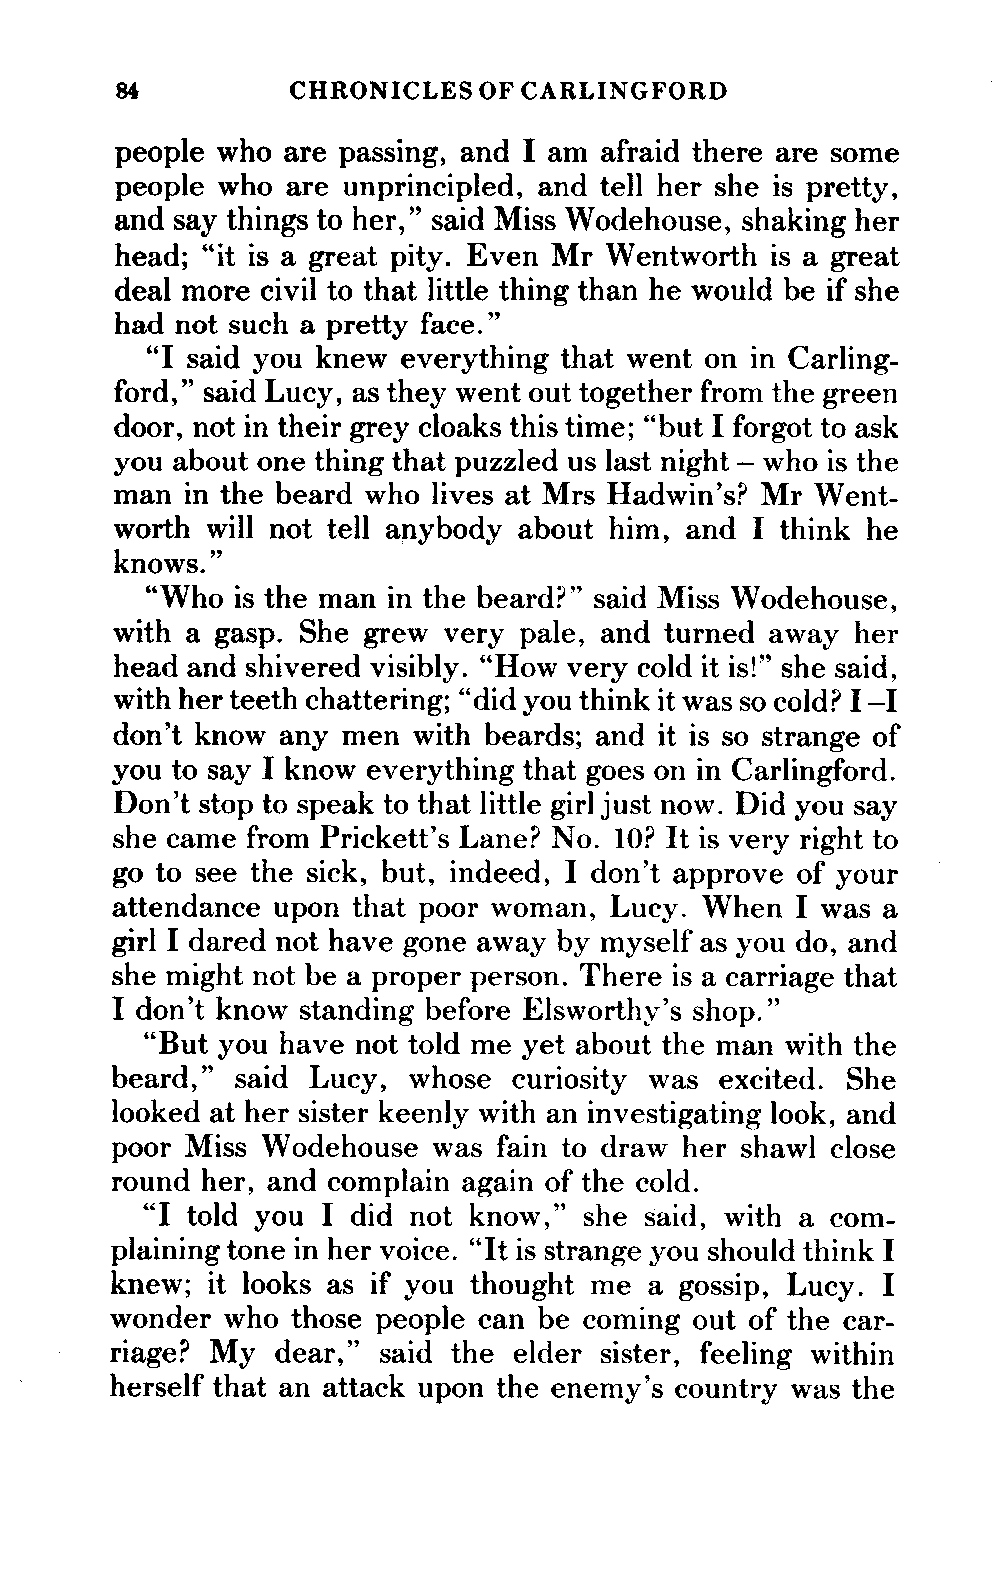 84 CHRONICLES OF CARLINGFORD
people who are passing, and I am afraid there are some
people who are unprincipled, and tell her she is pretty,
and say things to her,” said Miss Wodehouse, shaking her
head; “it is a great pity. Even Mr Wentworth is a great
deal more civil to that little thing than he would be if she
had not such a pretty face.”
“I said you knew everything that went on in Carling-
ford,” said Lucy, as they went out together from the green
door, not in their grey cloaks this time; “but I forgot to ask
you about one thing that puzzled us last night – who is the
man in the beard who lives at Mrs Hadwin’s? Mr Went-
worth will not tell anybody about him, and I think he
knows.”
“Who is the man in the beard?” said Miss Wodehouse,
with a gasp. She grew very pale, and turned away her
head and shivered visibly. “How very cold it is!” she said,
with her teeth chattering; “did you think it was so cold? I –I
don’t know any men with beards; and it is so strange of
you to say I know everything that goes on in Carlingford.
Don’t stop to speak to that little girl just now. Did you say
she came from Prickett’s Lane? No. 10? It is very right to
go to see the sick, but, indeed, I don’t approve of your
attendance upon that poor woman, Lucy. When I was a
girl I dared not have gone away by myself as you do, and
she might not be a proper person. There is a carriage that
I don’t know standing before Elsworthy’s shop.”
“But you have not told me yet about the man with the
beard,” said Lucy, whose curiosity was excited. She
looked at her sister keenly with an investigating look, and
poor Miss Wodehouse was fain to draw her shawl close
round her, and complain again of the cold.
“I told you I did not know,” she said, with a com-
plaining tone in her voice. “It is strange you should think I
knew; it looks as if you thought me a gossip, Lucy. I
wonder who those people can be coming out of the car-
riage? My dear,” said the elder sister, feeling within
herself that an attack upon the enemy’s country was the